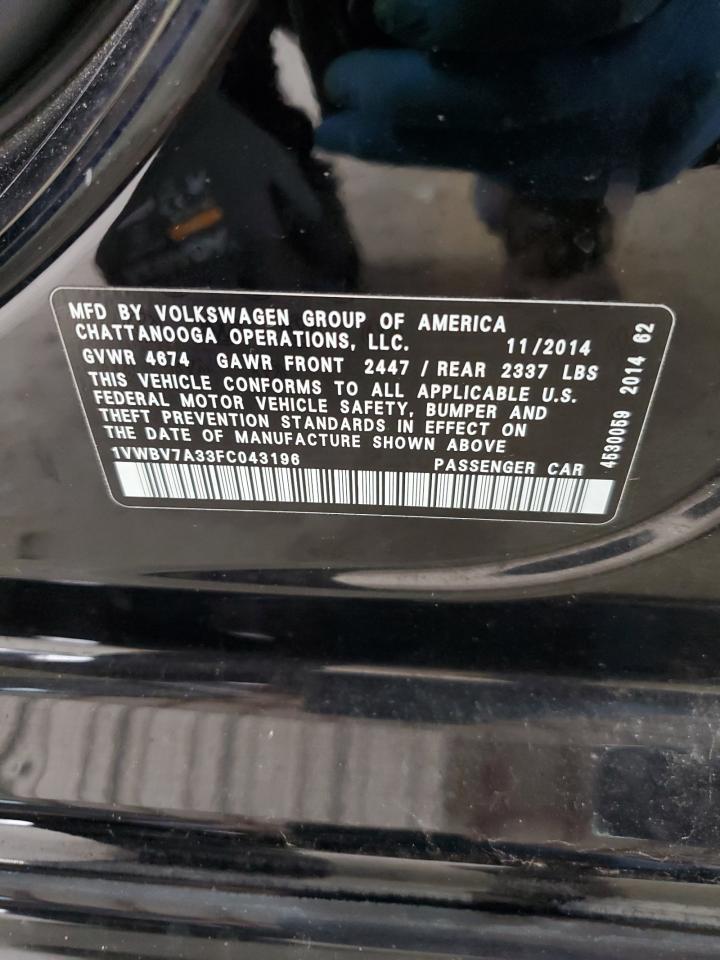 MFD BY VOLKSWAGEN GROUP OF AMERICA
CHATTANOOGA OPERATIONS, LLC. 11/2014
GVWR 4674 GAWR FRONT 2447 / REAR 2337 LBS
THIS VEHICLE CONFORMS TO ALL APPLICABLE U.S.
FEDERAL MOTOR VEHICLE SAFETY, BUMPER AND
THEFT PREVENTION STANDARDS IN EFFECT ON
THE DATE OF MANUFACTURE SHOWN ABOVE
1VWBV7A33FC043196 PASSENGER CAR
4530059 2014 62